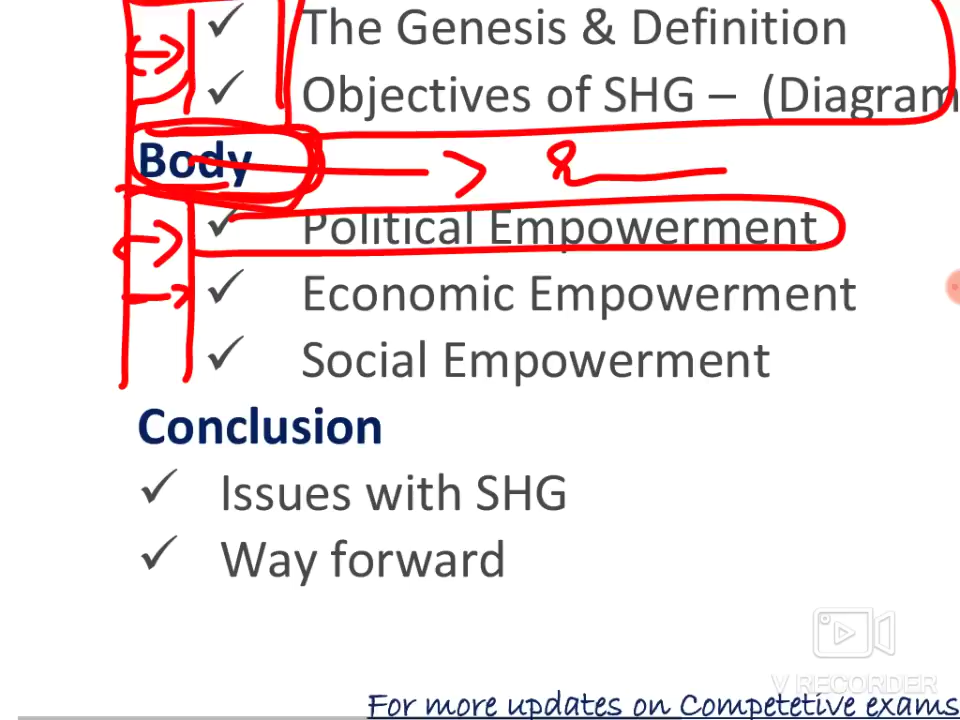 ✓ The Genesis & Definition
✓ Objectives of SHG – (Diagram
Body
✓ Political Empowerment
✓ Economic Empowerment
✓ Social Empowerment
Conclusion
✓ Issues with SHG
✓ Way forward
V RECORDER
For more updates on Competetive exams